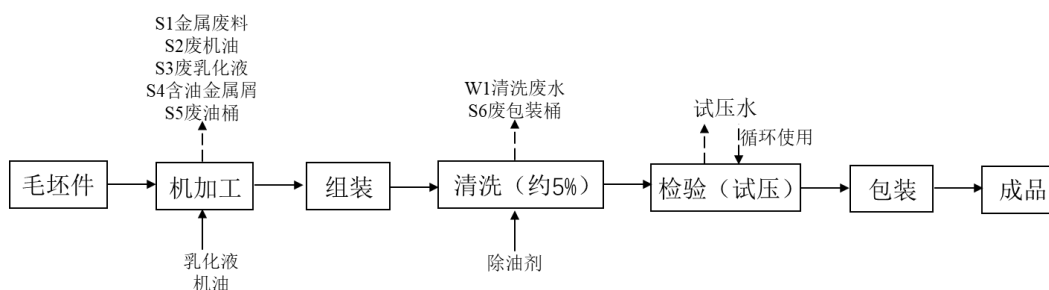 S1金属废料
S2废机油
S3废乳化液
S4含油金属屑
S5废油桶
W1清洗废水
S6废包装桶
试压水
循环使用
毛坯件
机加工
组装
清洗（约5%）
检验（试压）
包装
成品
乳化液
机油
除油剂